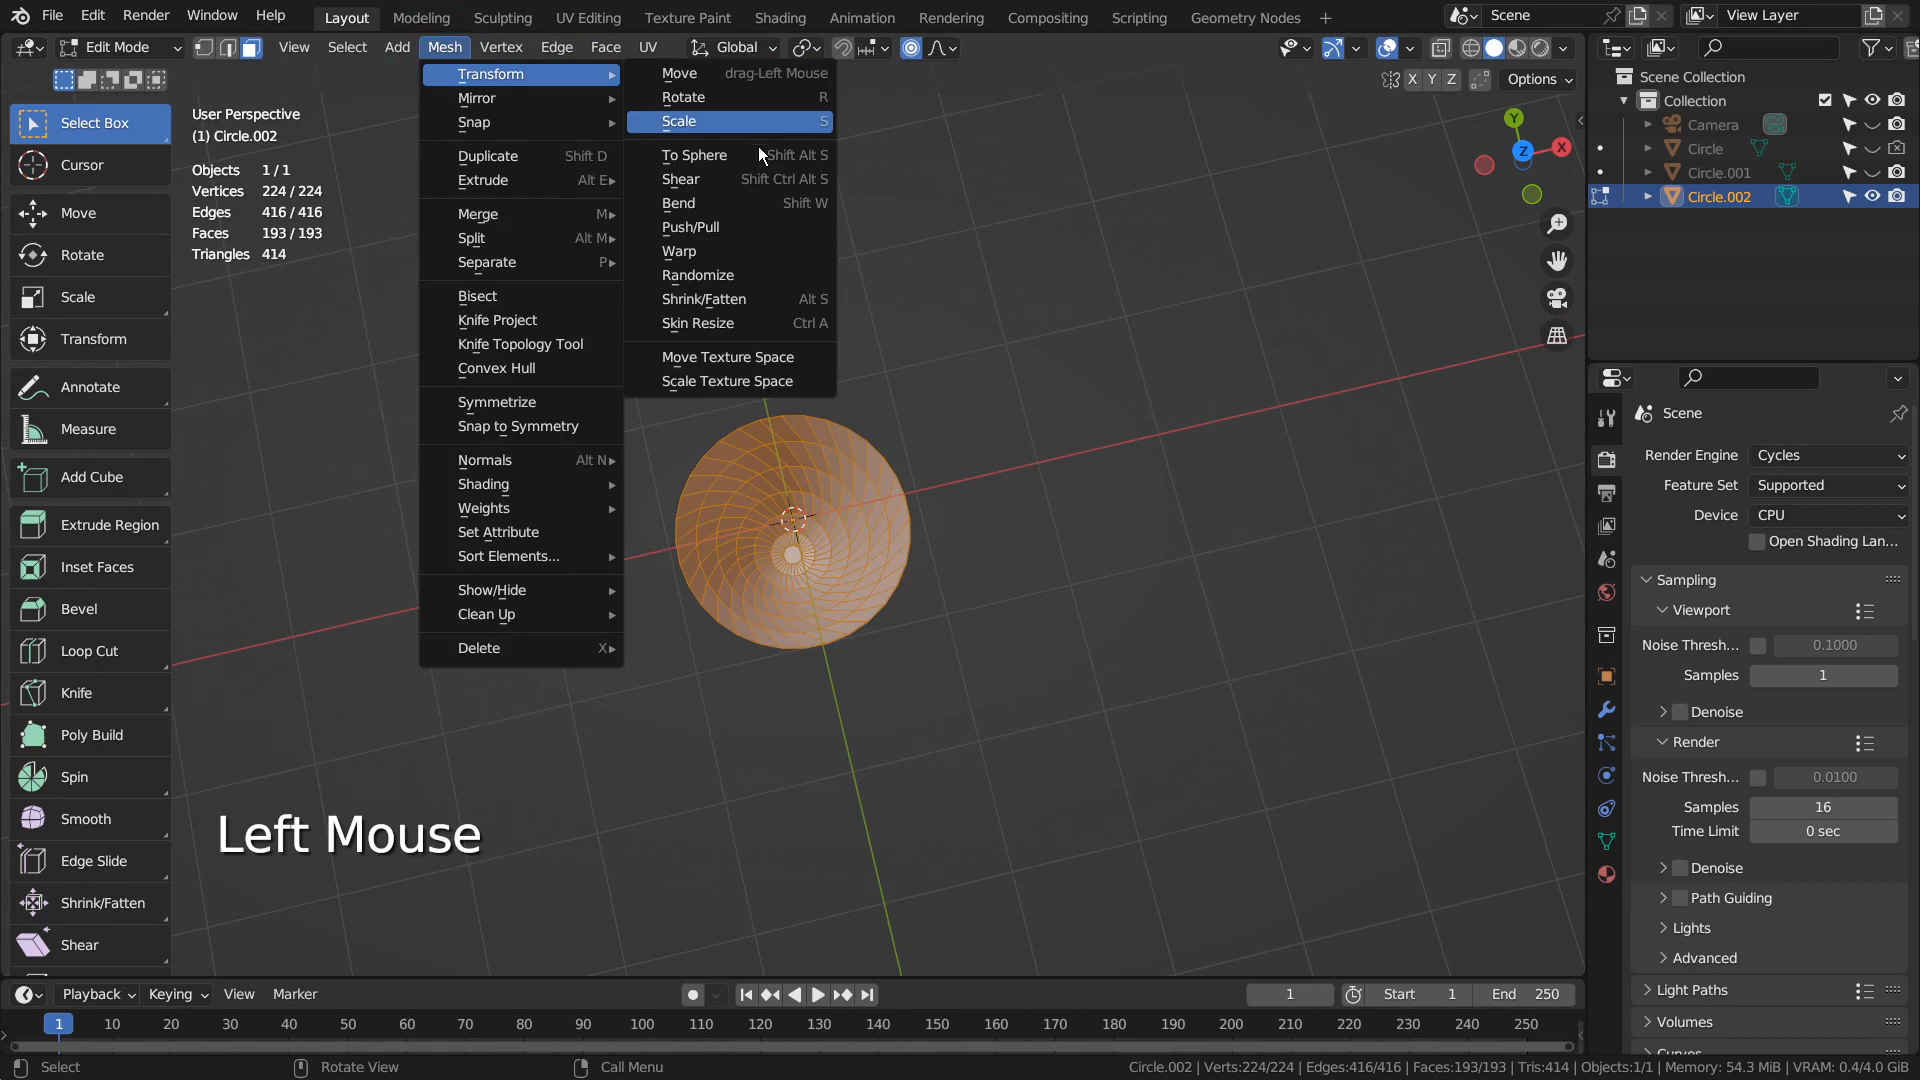 File Edit Render Window Help Layout Modeling Sculpting UV Editing Texture Paint Shading Animation Rendering Compositing Scripting Geometry Nodes + Scene View Layer
Edit Mode View Select Add Mesh Vertex Edge Face UV Global
X Y Z Options
Select Box
Cursor
Move
Rotate
Scale
Transform
Annotate
Measure
Add Cube
Extrude Region
Inset Faces
Bevel
Loop Cut
Knife
Poly Build
Spin
Smooth
Edge Slide
Shrink/Fatten
Shear
User Perspective
(1) Circle.002
Objects 1 / 1
Vertices 224 / 224
Edges 416 / 416
Faces 193 / 193
Triangles 414
Transform
Mirror
Snap
Duplicate Shift D
Extrude Alt E
Merge M
Split Alt M
Separate P
Bisect
Knife Project
Knife Topology Tool
Convex Hull
Symmetrize
Snap to Symmetry
Normals Alt N
Shading
Weights
Set Attribute
Sort Elements...
Show/Hide
Clean Up
Delete X
Move drag-Left Mouse
Rotate R
Scale S
To Sphere Shift Alt S
Shear Shift Ctrl Alt S
Bend Shift W
Push/Pull
Warp
Randomize
Shrink/Fatten Alt S
Skin Resize Ctrl A
Move Texture Space
Scale Texture Space
Y
Z
X
Left Mouse
Scene Collection
Collection
Camera
Circle
Circle.001
Circle.002
Scene
Render Engine Cycles
Feature Set Supported
Device CPU
Open Shading Lan...
Sampling
Viewport
Noise Thresh... 0.1000
Samples 1
Denoise
Render
Noise Thresh... 0.0100
Samples 16
Time Limit 0 sec
Denoise
Path Guiding
Lights
Advanced
Light Paths
Volumes
Curves
Playback Keying View Marker 1 Start 1 End 250
1 10 20 30 40 50 60 70 80 90 100 110 120 130 140 150 160 170 180 190 200 210 220 230 240 250
Select Rotate View Call Menu Circle.002 | Verts:224/224 | Edges:416/416 | Faces:193/193 | Tris:414 | Objects:1/1 | Memory: 54.3 MiB | VRAM: 0.4/4.0 GiB